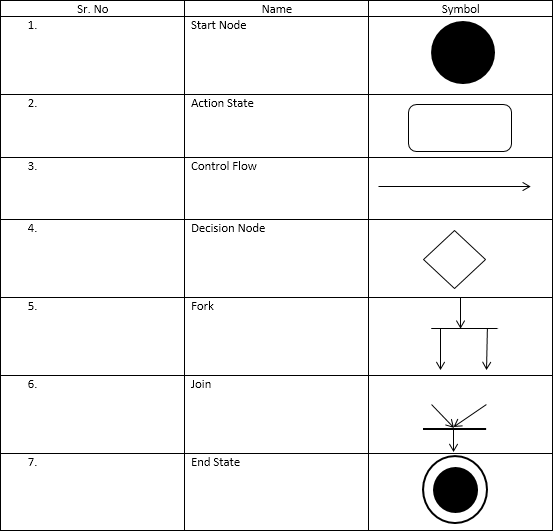 Sr. No Name Symbol
1. Start Node
2. Action State
3. Control Flow
4. Decision Node
5. Fork
6. Join
7. End State